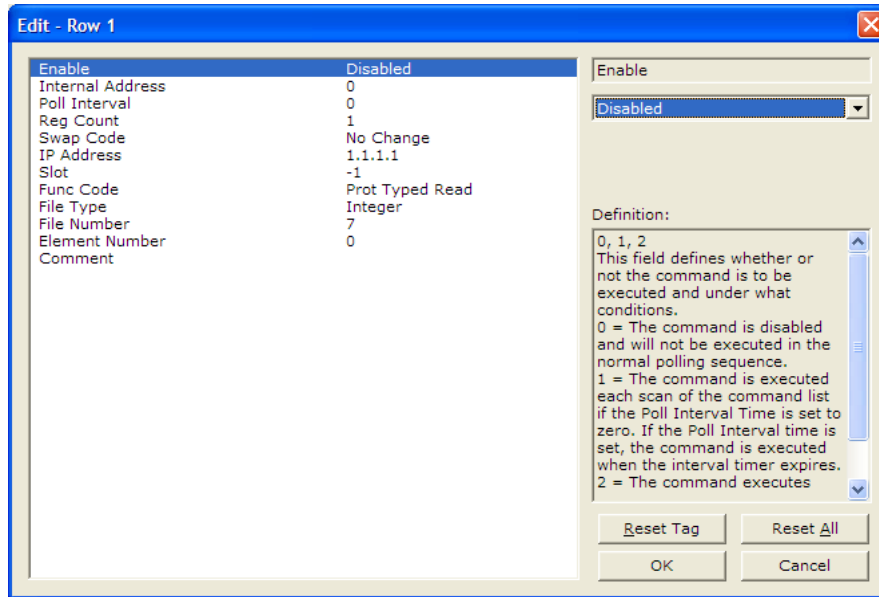 Edit - Row 1
Enable Disabled
Internal Address 0
Poll Interval 0
Reg Count 1
Swap Code No Change
IP Address 1.1.1.1
Slot -1
Func Code Prot Typed Read
File Type Integer
File Number 7
Element Number 0
Comment
Enable
Disabled
Definition:
0, 1, 2
This field defines whether or
not the command is to be
executed and under what
conditions.
0 = The command is disabled
and will not be executed in the
normal polling sequence.
1 = The command is executed
each scan of the command list
if the Poll Interval Time is set to
zero. If the Poll Interval time is
set, the command is executed
when the interval timer expires.
2 = The command executes
Reset Tag Reset All
OK Cancel